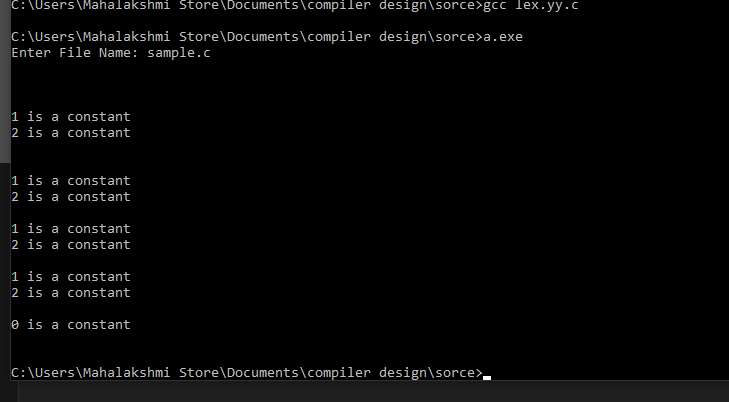 C:\Users\Mahalakshmi Store\Documents\compiler design\sorce>gcc lex.yy.c
C:\Users\Mahalakshmi Store\Documents\compiler design\sorce>a.exe
Enter File Name: sample.c
1 is a constant
2 is a constant
1 is a constant
2 is a constant
1 is a constant
2 is a constant
1 is a constant
2 is a constant
0 is a constant
C:\Users\Mahalakshmi Store\Documents\compiler design\sorce>